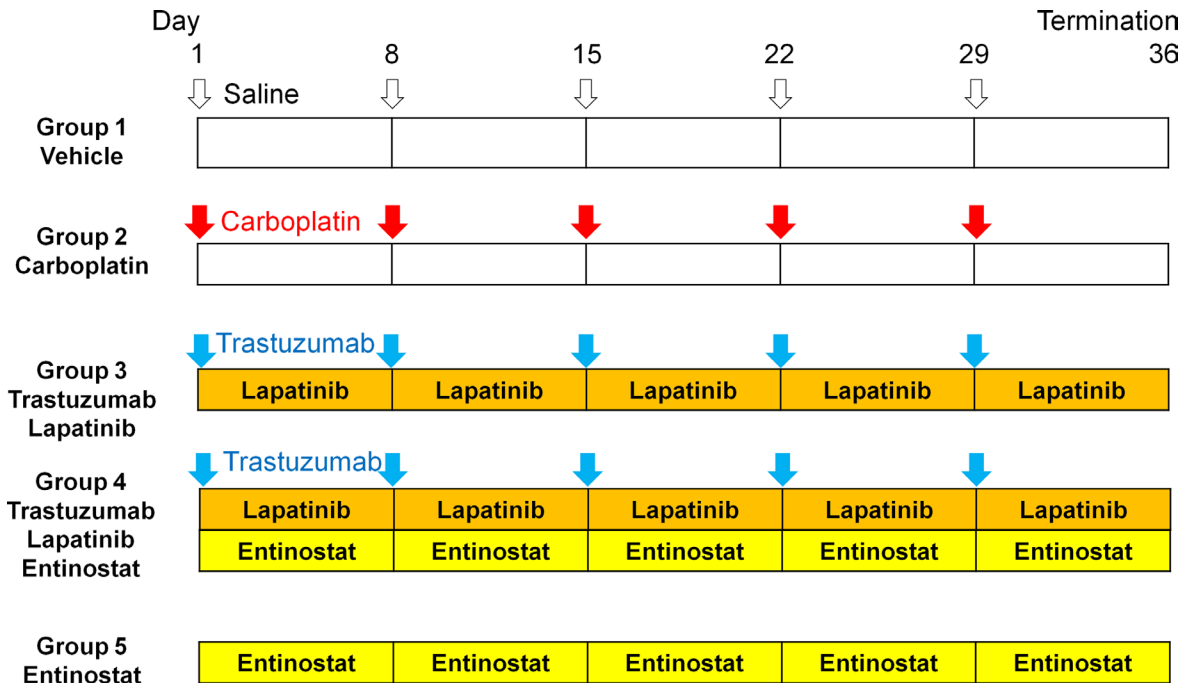 Day Termination
1 8 15 22 29 36
Saline
Group 1
Vehicle
Carboplatin
Group 2
Carboplatin
Trastuzumab
Group 3
Trastuzumab
Lapatinib
Lapatinib Lapatinib Lapatinib Lapatinib Lapatinib
Trastuzumab
Group 4
Trastuzumab
Lapatinib
Entinostat
Lapatinib Lapatinib Lapatinib Lapatinib Lapatinib
Entinostat Entinostat Entinostat Entinostat Entinostat
Group 5
Entinostat
Entinostat Entinostat Entinostat Entinostat Entinostat